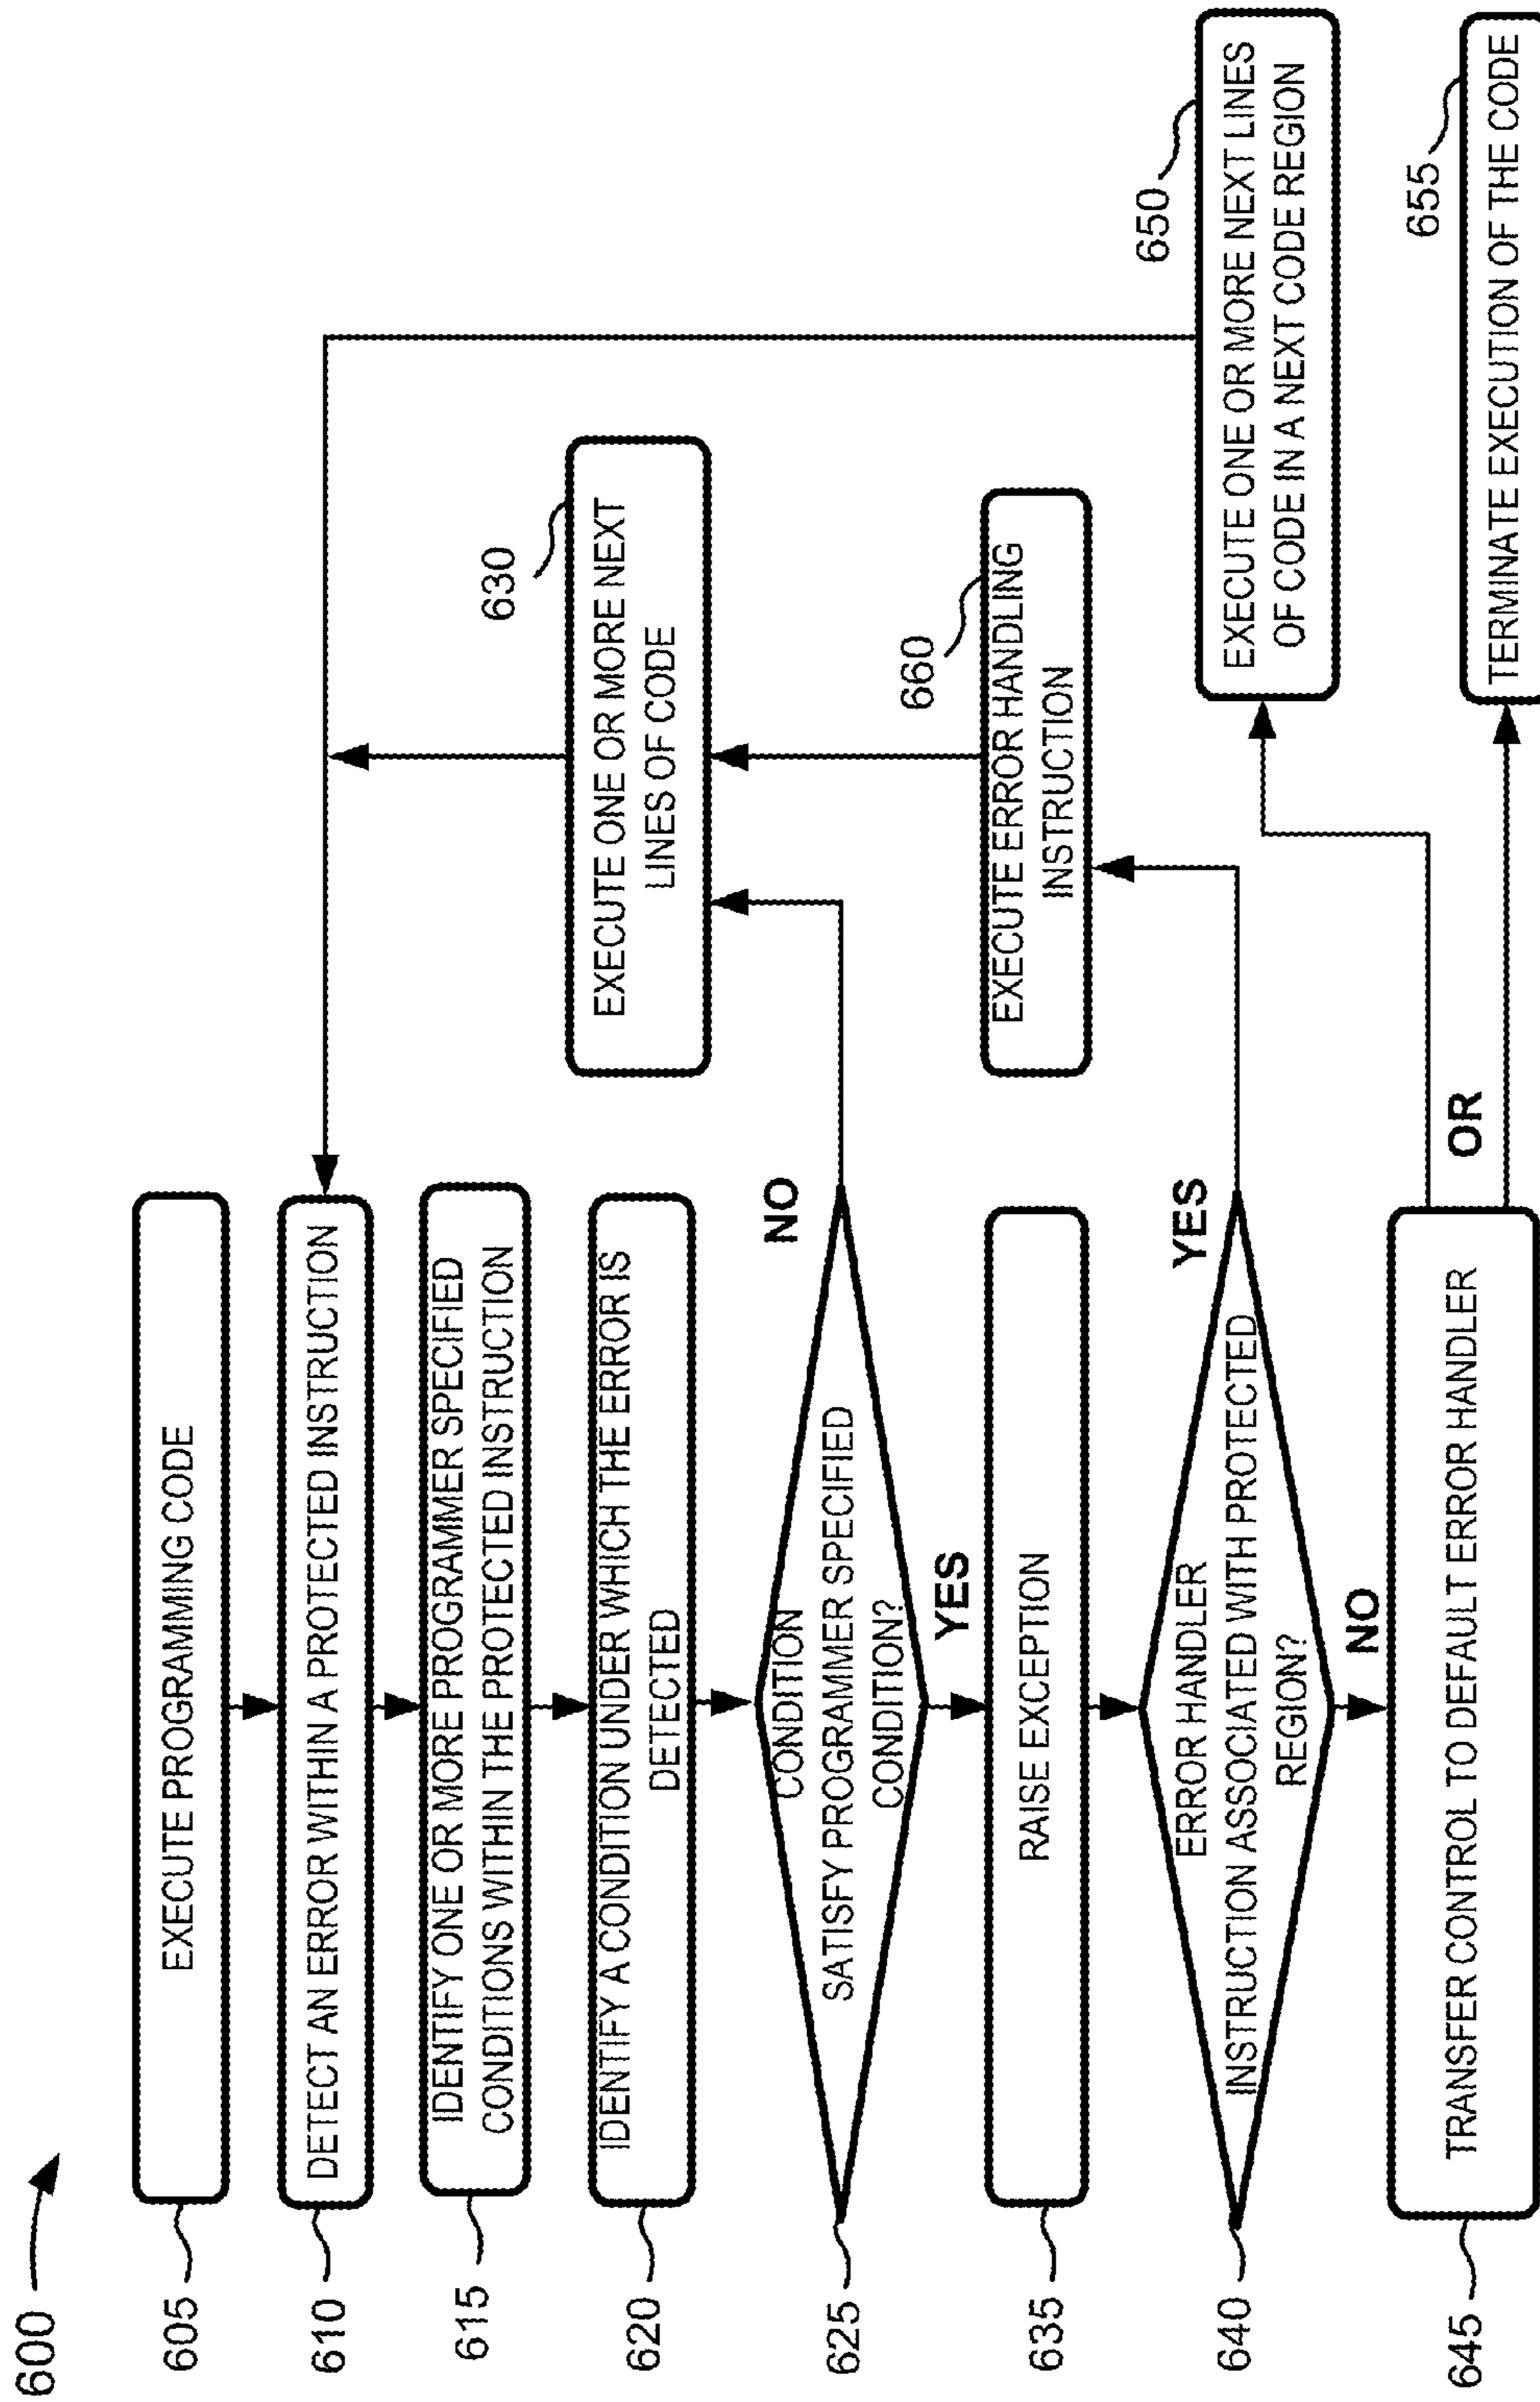 600
605
EXECUTE PROGRAMMING CODE
610
DETECT AN ERROR WITHIN A PROTECTED INSTRUCTION
615
IDENTIFY ONE OR MORE PROGRAMMER SPECIFIED
CONDITIONS WITHIN THE PROTECTED INSTRUCTION
620
IDENTIFY A CONDITION UNDER WHICH THE ERROR IS
DETECTED
625
CONDITION
SATISFY PROGRAMMER SPECIFIED
CONDITION?
NO
YES
630
EXECUTE ONE OR MORE NEXT
LINES OF CODE
635
RAISE EXCEPTION
660
EXECUTE ERROR HANDLING
INSTRUCTION
640
ERROR HANDLER
INSTRUCTION ASSOCIATED WITH PROTECTED
REGION?
YES
NO
645
TRANSFER CONTROL TO DEFAULT ERROR HANDLER
OR
650
EXECUTE ONE OR MORE NEXT LINES
OF CODE IN A NEXT CODE REGION
655
TERMINATE EXECUTION OF THE CODE